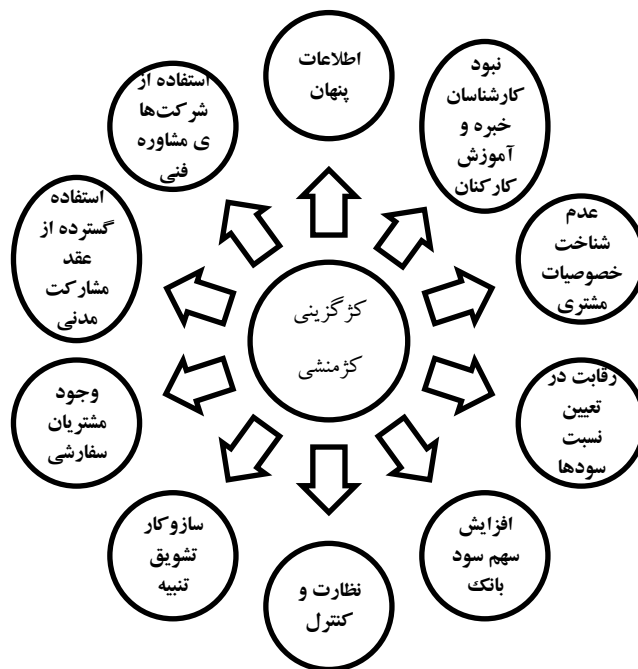 اطلاعات
پنهان
نبود
کارشناسان
خبره و
آموزش
کارکنان
عدم
شناخت
خصوصیات
مشتری
رقابت در
تعیین
نسبت
سودها
افزایش
سهم سود
بانک
نظارت و
کنترل
سازوکار
تشویق
تنبیه
وجود
مشتریان
سفارشی
استفاده
گسترده از
عقد
مشارکت
مدنی
استفاده از
شرکت‌ها
ی مشاوره
فنی
کژگزینی
کژمنشی